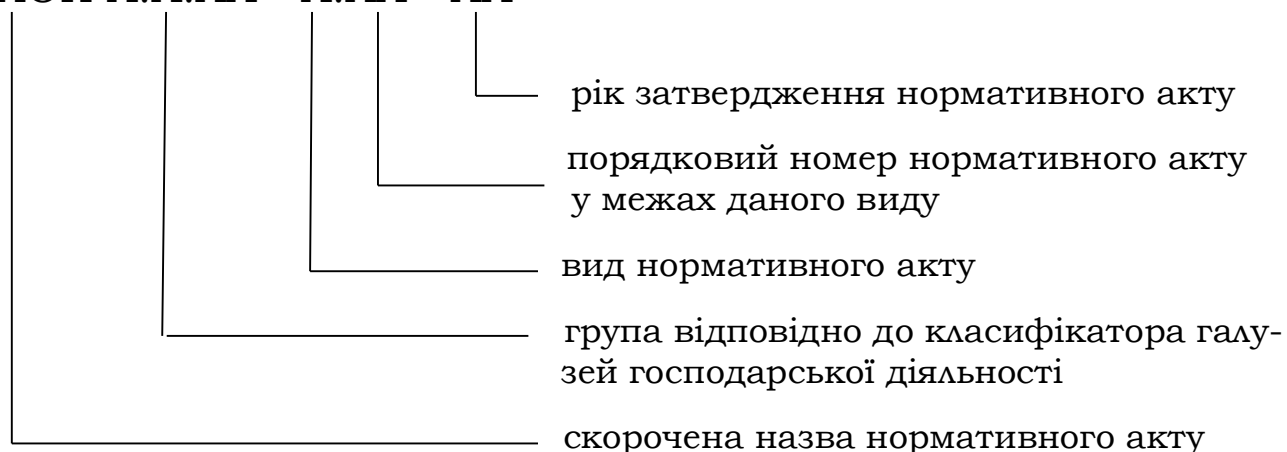 рік затвердження нормативного акту
порядковий номер нормативного акту
у межах даного виду
вид нормативного акту
група відповідно до класифікатора галу-
зей господарської діяльності
скорочена назва нормативного акту